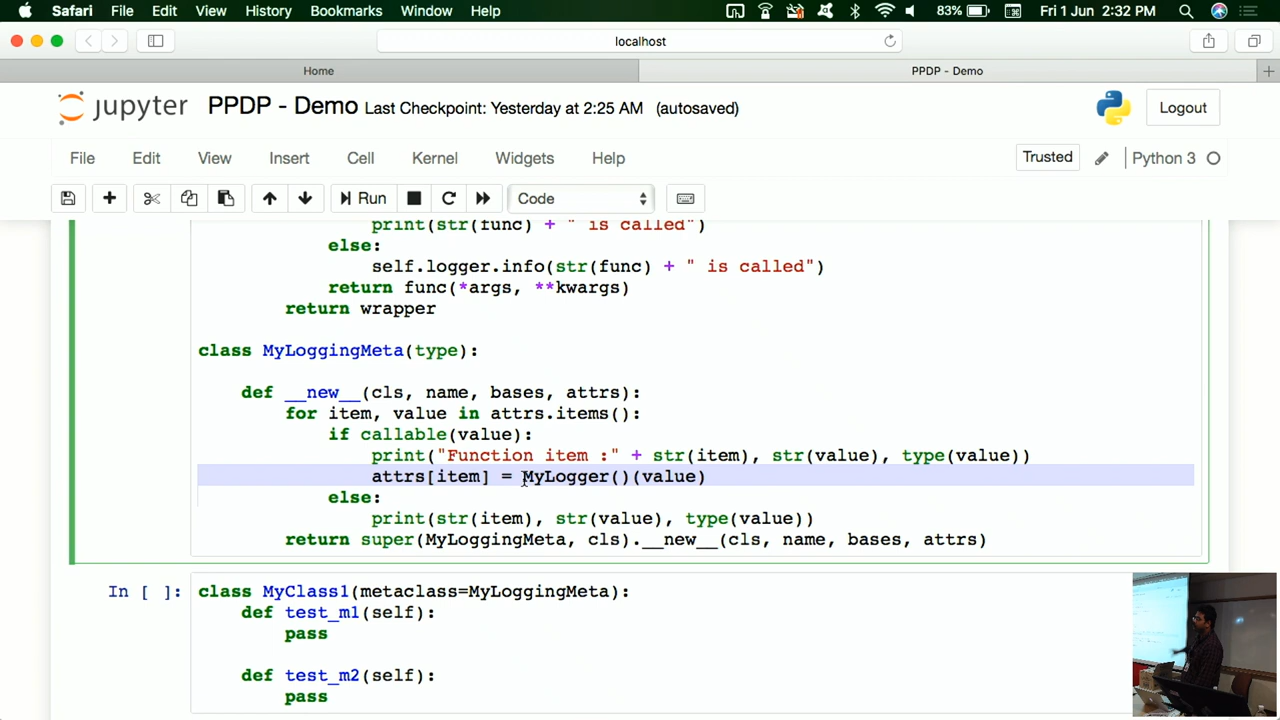 Safari File Edit View History Bookmarks Window Help 83% Fri 1 Jun 2:32 PM
localhost
Home PPDP - Demo
jupyter PPDP - Demo Last Checkpoint: Yesterday at 2:25 AM (autosaved) Logout
File Edit View Insert Cell Kernel Widgets Help Trusted Python 3
Run Code
print(str(func) + " is called")
else:
self.logger.info(str(func) + " is called")
return func(*args, **kwargs)
return wrapper
class MyLoggingMeta(type):
def __new__(cls, name, bases, attrs):
for item, value in attrs.items():
if callable(value):
print("Function item :" + str(item), str(value), type(value))
attrs[item] = MyLogger()(value)
else:
print(str(item), str(value), type(value))
return super(MyLoggingMeta, cls).__new__(cls, name, bases, attrs)
In [ ]: class MyClass1(metaclass=MyLoggingMeta):
def test_m1(self):
pass
def test_m2(self):
pass